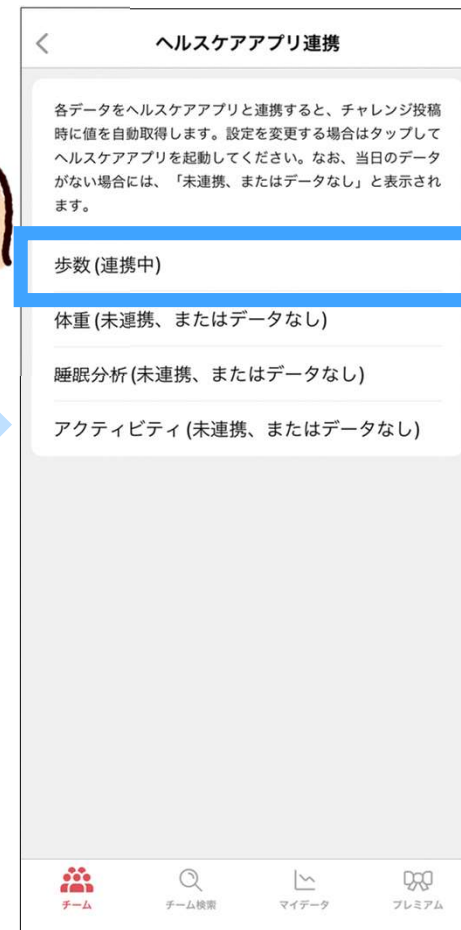 ヘルスケアアプリ連携
各データをヘルスケアアプリと連携すると、チャレンジ投稿
時に値を自動取得します。設定を変更する場合はタップして
ヘルスケアアプリを起動してください。なお、当日のデータ
がない場合には、「未連携、またはデータなし」と表示され
ます。
歩数 (連携中)
体重 (未連携、またはデータなし)
睡眠分析 (未連携、またはデータなし)
アクティビティ (未連携、またはデータなし)
チーム
チーム検索
マイデータ
プレミアム